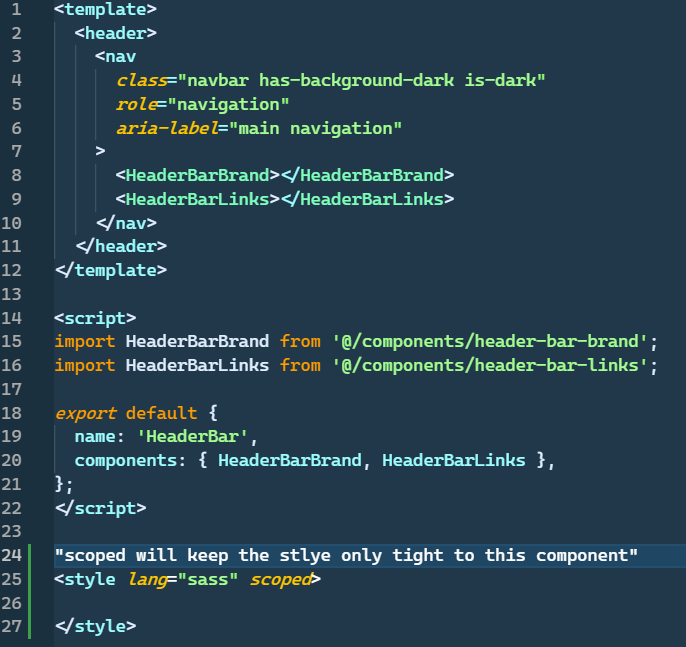 1 <template>
2 <header>
3 <nav
4 class="navbar has-background-dark is-dark"
5 role="navigation"
6 aria-label="main navigation"
7 >
8 <HeaderBarBrand></HeaderBarBrand>
9 <HeaderBarLinks></HeaderBarLinks>
10 </nav>
11 </header>
12 </template>
13
14 <script>
15 import HeaderBarBrand from '@/components/header-bar-brand';
16 import HeaderBarLinks from '@/components/header-bar-links';
17
18 export default {
19 name: 'HeaderBar',
20 components: { HeaderBarBrand, HeaderBarLinks },
21 };
22 </script>
23
24 "scoped will keep the stlye only tight to this component"
25 <style lang="sass" scoped>
26
27 </style>